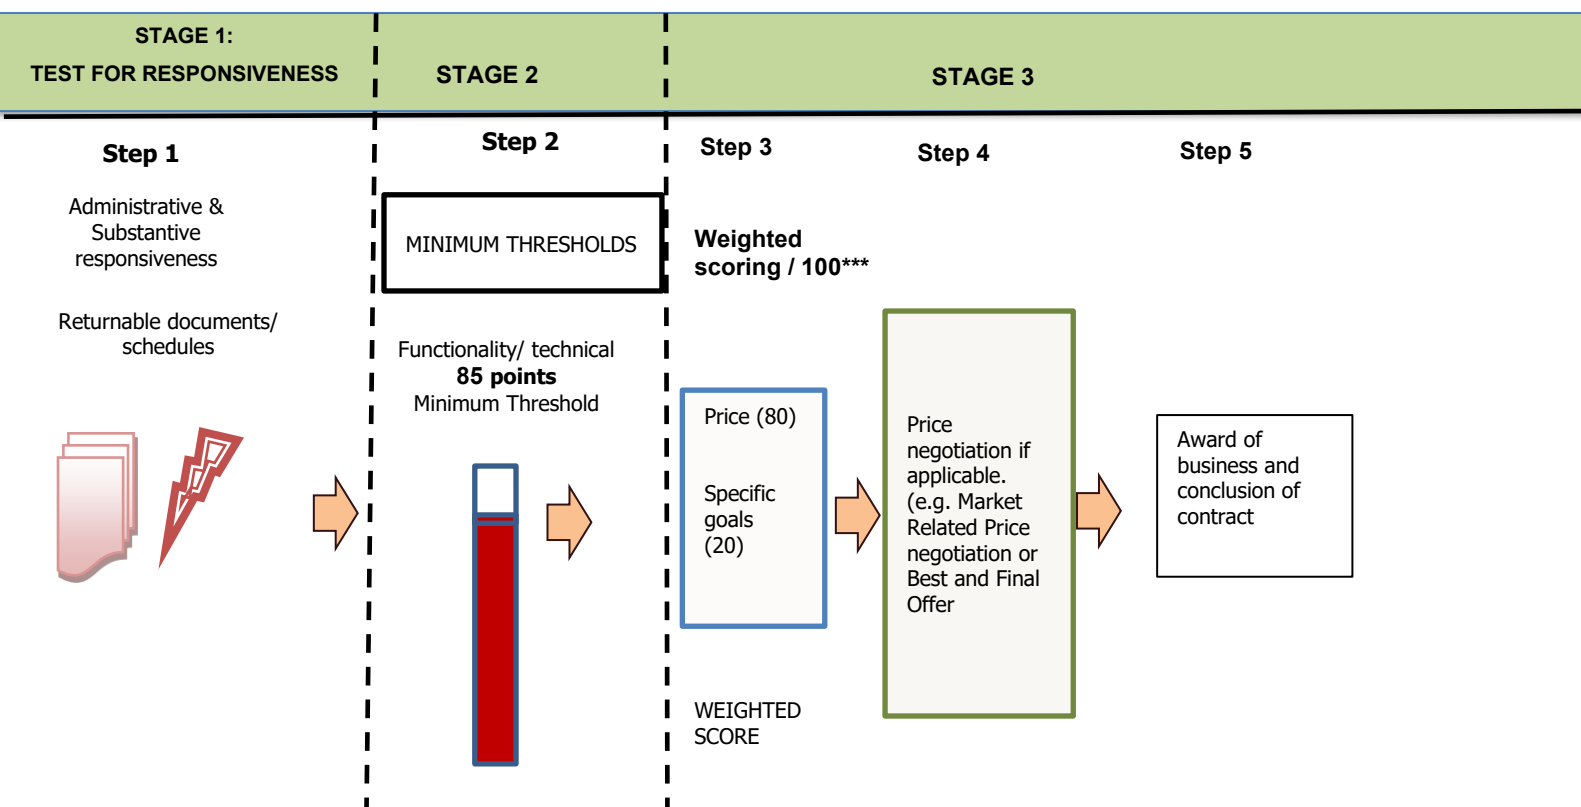 STAGE 1:
TEST FOR RESPONSIVENESS
STAGE 2
STAGE 3
Step 1
Administrative &
Substantive
responsiveness
Returnable documents/
schedules
Step 2
MINIMUM THRESHOLDS
Functionality/ technical
85 points
Minimum Threshold
Step 3
Weighted
scoring / 100***
Price (80)
Specific
goals
(20)
WEIGHTED
SCORE
Step 4
Price
negotiation if
applicable.
(e.g. Market
Related Price
negotiation or
Best and Final
Offer
Step 5
Award of
business and
conclusion of
contract